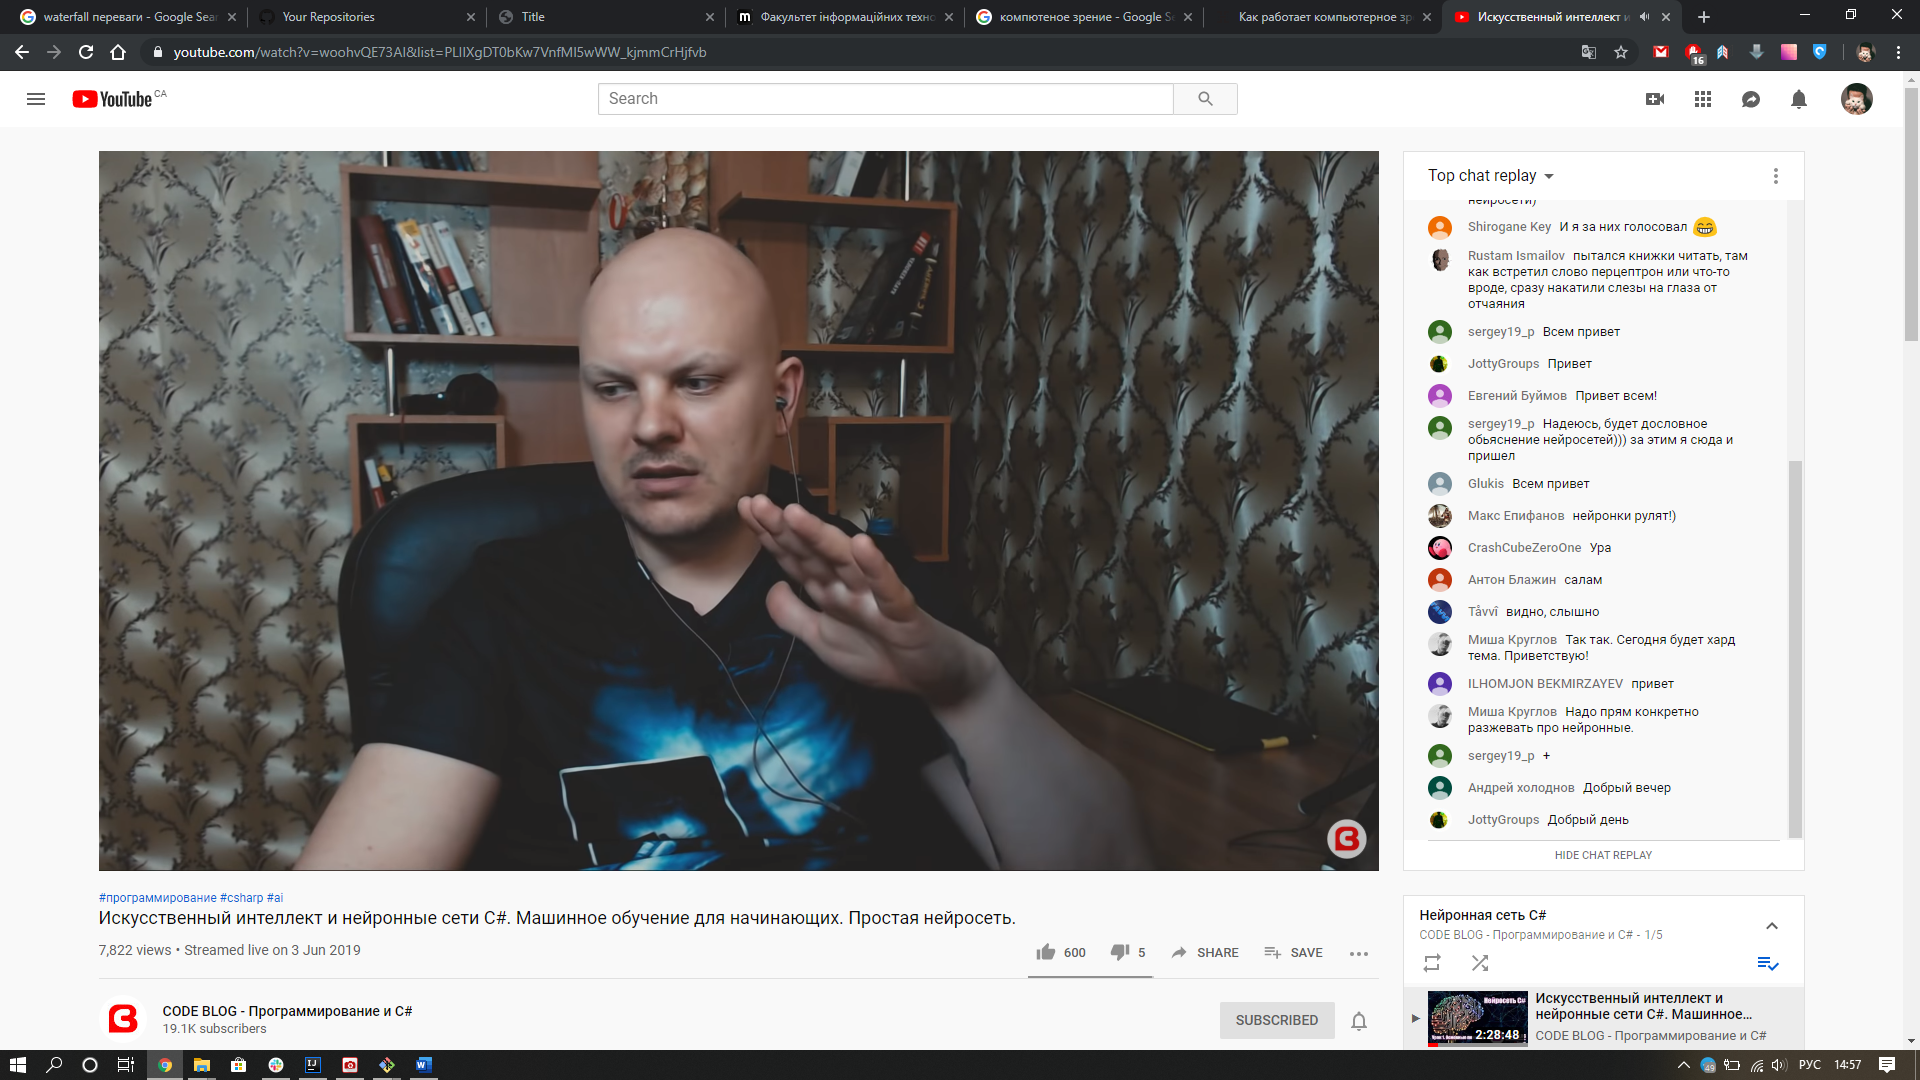 waterfall переваги - Google Sear
Your Repositories
Title
Факультет інформаційних техно
компютеное зрение - Google Se
Как работает компьютерное зр
Искусственный интеллект и
youtube.com/watch?v=woohvQE73AI&list=PLIIXgDT0bKw7VnfMI5wWW_kjmmCrHjfvb
16
YouTube CA
Search
Top chat replay
нейросети)
Shirogane Key И я за них голосовал
Rustam Ismailov пытался книжки читать, там
как встретил слово перцептрон или что-то
вроде, сразу накатили слезы на глаза от
отчаяния
sergey19_p Всем привет
JottyGroups Привет
Евгений Буймов Привет всем!
sergey19_p Надеюсь, будет дословное
обьяснение нейросетей))) за этим я сюда и
пришел
Glukis Всем привет
Макс Епифанов нейронки рулят!)
CrashCubeZeroOne Ура
Антон Блажин салам
Tåvvî видно, слышно
Миша Круглов Так так. Сегодня будет хард
тема. Приветствую!
ILHOMJON BEKMIRZAYEV привет
Миша Круглов Надо прям конкретно
разжевать про нейронные.
sergey19_p +
Андрей холоднов Добрый вечер
JottyGroups Добрый день
HIDE CHAT REPLAY
#программирование #csharp #ai
Искусственный интеллект и нейронные сети C#. Машинное обучение для начинающих. Простая нейросеть.
7,822 views • Streamed live on 3 Jun 2019
600
5
SHARE
SAVE
CODE BLOG - Программирование и C#
19.1K subscribers
SUBSCRIBED
Нейронная сеть C#
CODE BLOG - Программирование и C# - 1/5
Нейросеть C#
2:28:48
Искусственный интеллект и
нейронные сети C#. Машинное...
CODE BLOG - Программирование и C#
49
РУС
14:57